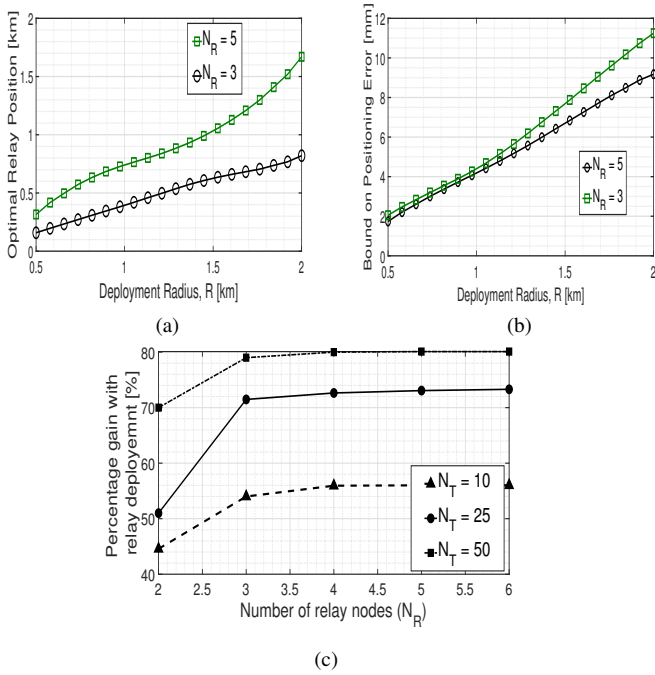 Optimal Relay Position [km]
2
1.5
1
0.5
0
N_R = 5
N_R = 3
0.5
1
1.5
2
Deployment Radius, R [km]
(a)
Bound on Positioning Error [mm]
12
10
8
6
4
2
0
N_R = 5
N_R = 3
0.5
1
1.5
2
Deployment Radius, R [km]
(b)
Percentage gain with
relay deployemnt [%]
80
70
60
50
40
N_T = 10
N_T = 25
N_T = 50
2
2.5
3
3.5
4
4.5
5
5.5
6
Number of relay nodes (N_R)
(c)